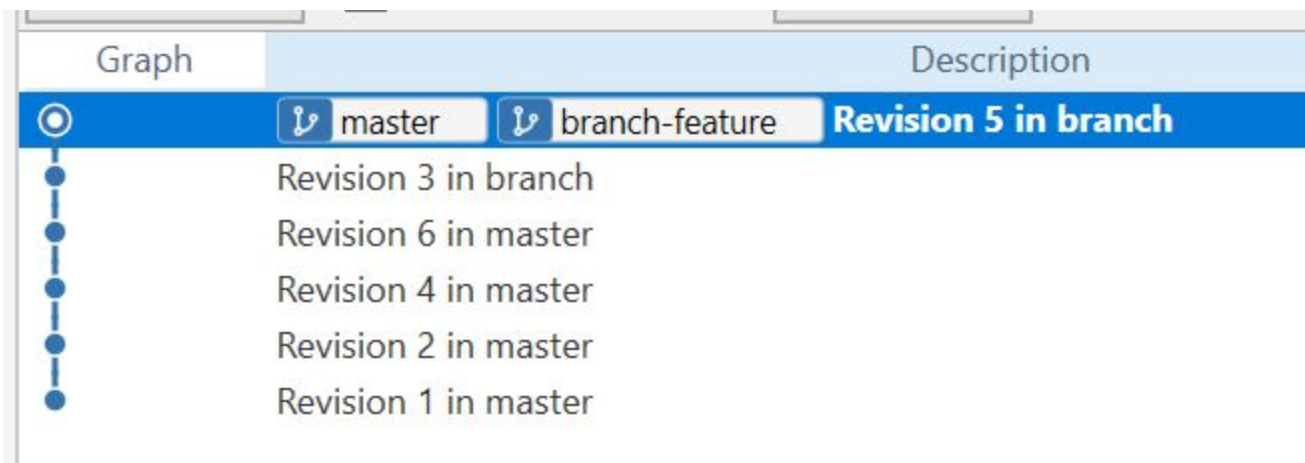 Graph Description
master branch-feature Revision 5 in branch
Revision 3 in branch
Revision 6 in master
Revision 4 in master
Revision 2 in master
Revision 1 in master